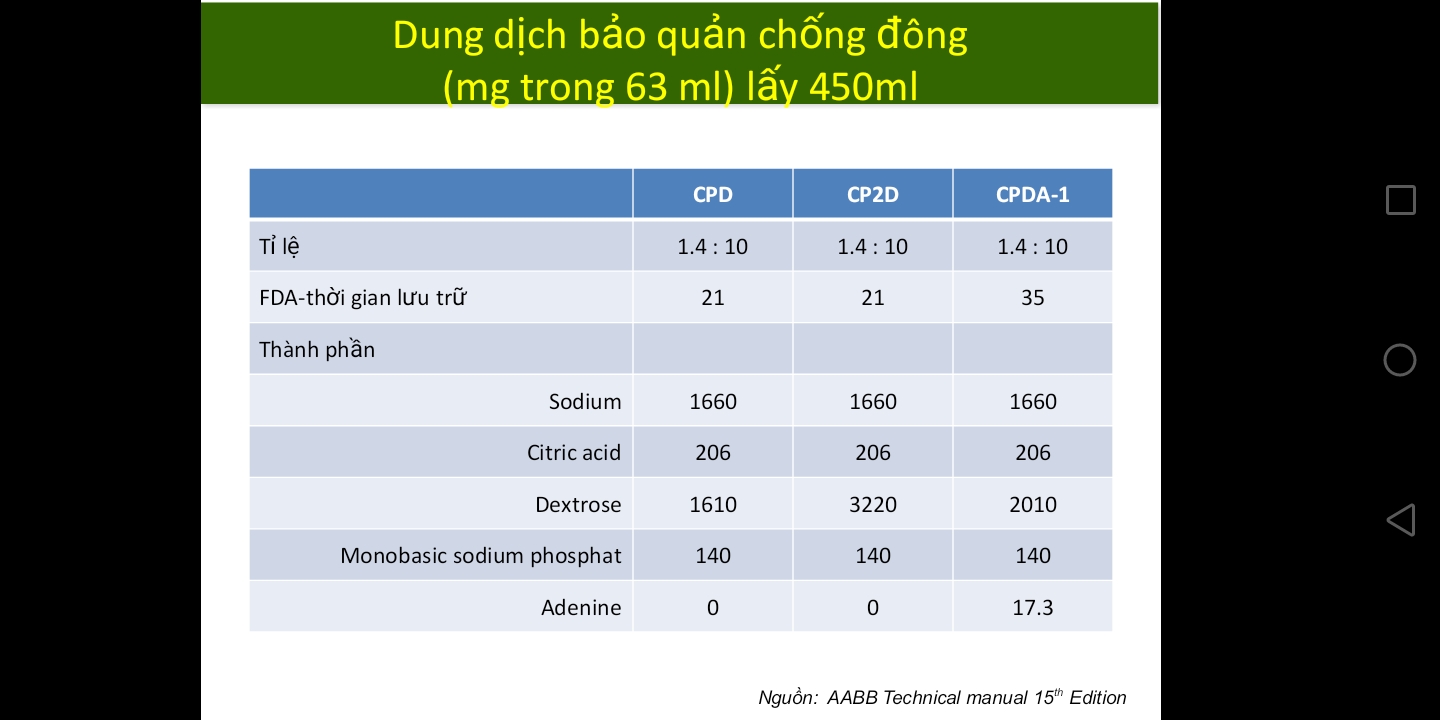 Dung dịch bảo quản chống đông
(mg trong 63 ml) lấy 450ml
CPD CP2D CPDA-1
Tỉ lệ 1.4 : 10 1.4 : 10 1.4 : 10
FDA-thời gian lưu trữ 21 21 35
Thành phần
Sodium 1660 1660 1660
Citric acid 206 206 206
Dextrose 1610 3220 2010
Monobasic sodium phosphat 140 140 140
Adenine 0 0 17.3
Nguồn: AABB Technical manual 15th Edition